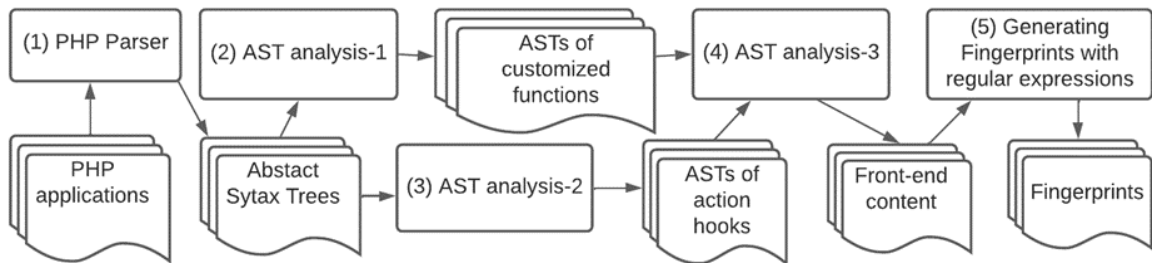 (1) PHP Parser
PHP
applications
(2) AST analysis-1
Abstact
Sytax Trees
(3) AST analysis-2
ASTs of
customized
functions
ASTs of
action
hooks
(4) AST analysis-3
Front-end
content
(5) Generating
Fingerprints with
regular expressions
Fingerprints